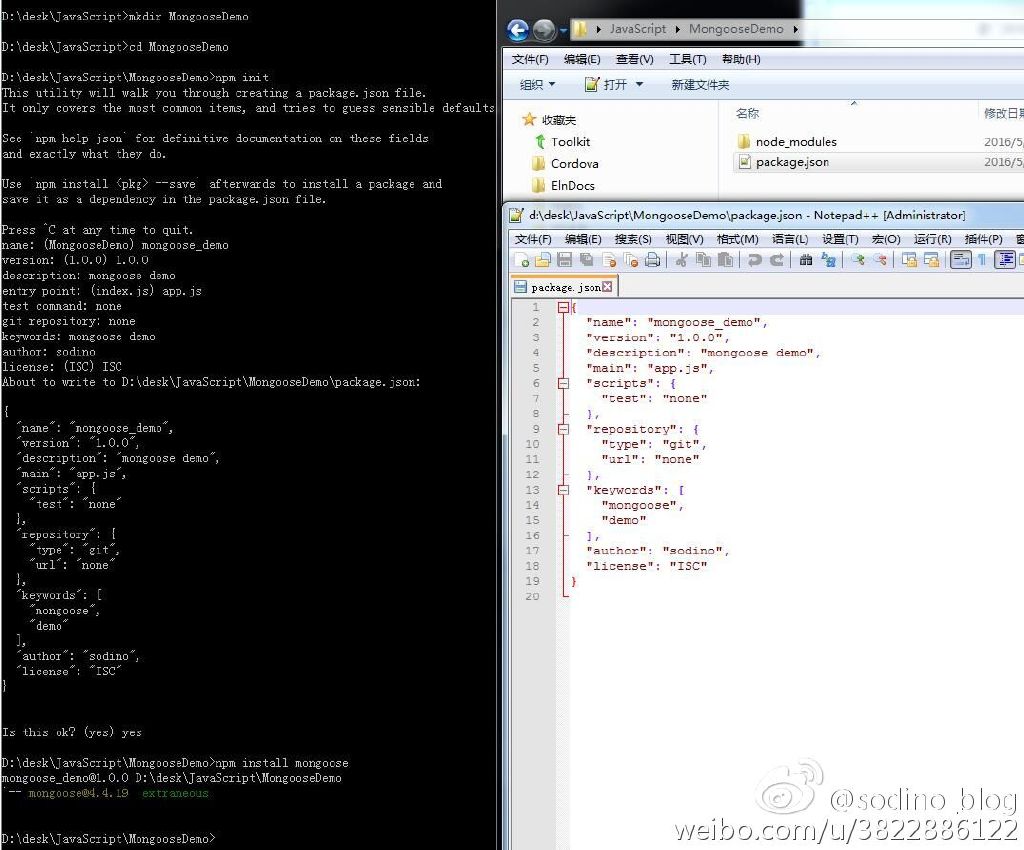 D:\desk\JavaScript>mkdir MongooseDemo
D:\desk\JavaScript>cd MongooseDemo
D:\desk\JavaScript\MongooseDemo>npm init
This utility will walk you through creating a package.json file.
It only covers the most common items, and tries to guess sensible defaults
See `npm help json` for definitive documentation on these fields
and exactly what they do.
Use `npm install <pkg> --save` afterwards to install a package and
save it as a dependency in the package.json file.
Press ^C at any time to quit.
name: (MongooseDemo) mongoose_demo
version: (1.0.0) 1.0.0
description: mongoose demo
entry point: (index.js) app.js
test command: none
git repository: none
keywords: mongoose demo
author: sodino
license: (ISC) ISC
About to write to D:\desk\JavaScript\MongooseDemo\package.json:
{
"name": "mongoose_demo",
"version": "1.0.0",
"description": "mongoose demo",
"main": "app.js",
"scripts": {
"test": "none"
},
"repository": {
"type": "git",
"url": "none"
},
"keywords": [
"mongoose",
"demo"
],
"author": "sodino",
"license": "ISC"
}
Is this ok? (yes) yes
D:\desk\JavaScript\MongooseDemo>npm install mongoose
mongoose_demo@1.0.0 D:\desk\JavaScript\MongooseDemo
`-- mongoose@4.4.19 extraneous
D:\desk\JavaScript\MongooseDemo>
JavaScript MongooseDemo
文件(F) 编辑(E) 查看(V) 工具(T) 帮助(H)
组织 打开 新建文件夹
名称 修改日期
收藏夹
Toolkit
Cordova
ElnDocs
node_modules 2016/5/
package.json 2016/5/
d:\desk\JavaScript\MongooseDemo\package.json - Notepad++ [Administrator]
文件(F) 编辑(E) 搜索(S) 视图(V) 格式(M) 语言(L) 设置(T) 宏(O) 运行(R) 插件(P) 窗
package.json
1 {
2 "name": "mongoose_demo",
3 "version": "1.0.0",
4 "description": "mongoose demo",
5 "main": "app.js",
6 "scripts": {
7 "test": "none"
8 },
9 "repository": {
10 "type": "git",
11 "url": "none"
12 },
13 "keywords": [
14 "mongoose",
15 "demo"
16 ],
17 "author": "sodino",
18 "license": "ISC"
19 }
20
@sodino_blog
weibo.com/u/3822886122